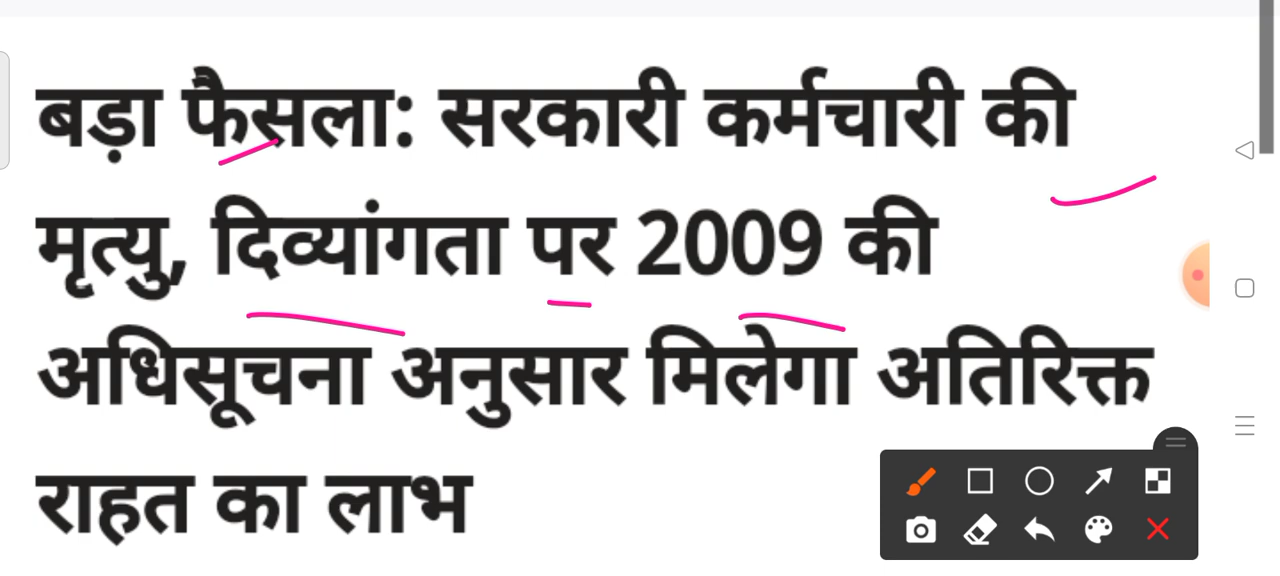 बड़ा फैसला: सरकारी कर्मचारी की
मृत्यु, दिव्यांगता पर 2009 की
अधिसूचना अनुसार मिलेगा अतिरिक्त
राहत का लाभ